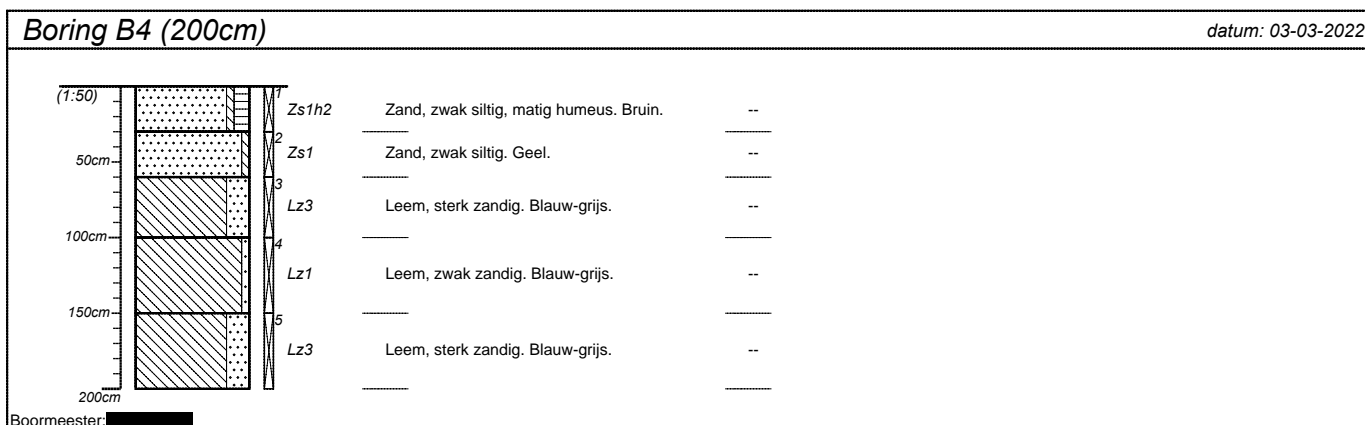 Boring B4 (200cm) datum: 03-03-2022
(1:50)
1
Zs1h2 Zand, zwak siltig, matig humeus. Bruin. --
2
50cm Zs1 Zand, zwak siltig. Geel. --
3
Lz3 Leem, sterk zandig. Blauw-grijs. --
100cm
4
Lz1 Leem, zwak zandig. Blauw-grijs. --
150cm
5
Lz3 Leem, sterk zandig. Blauw-grijs. --
200cm
Boormeester: